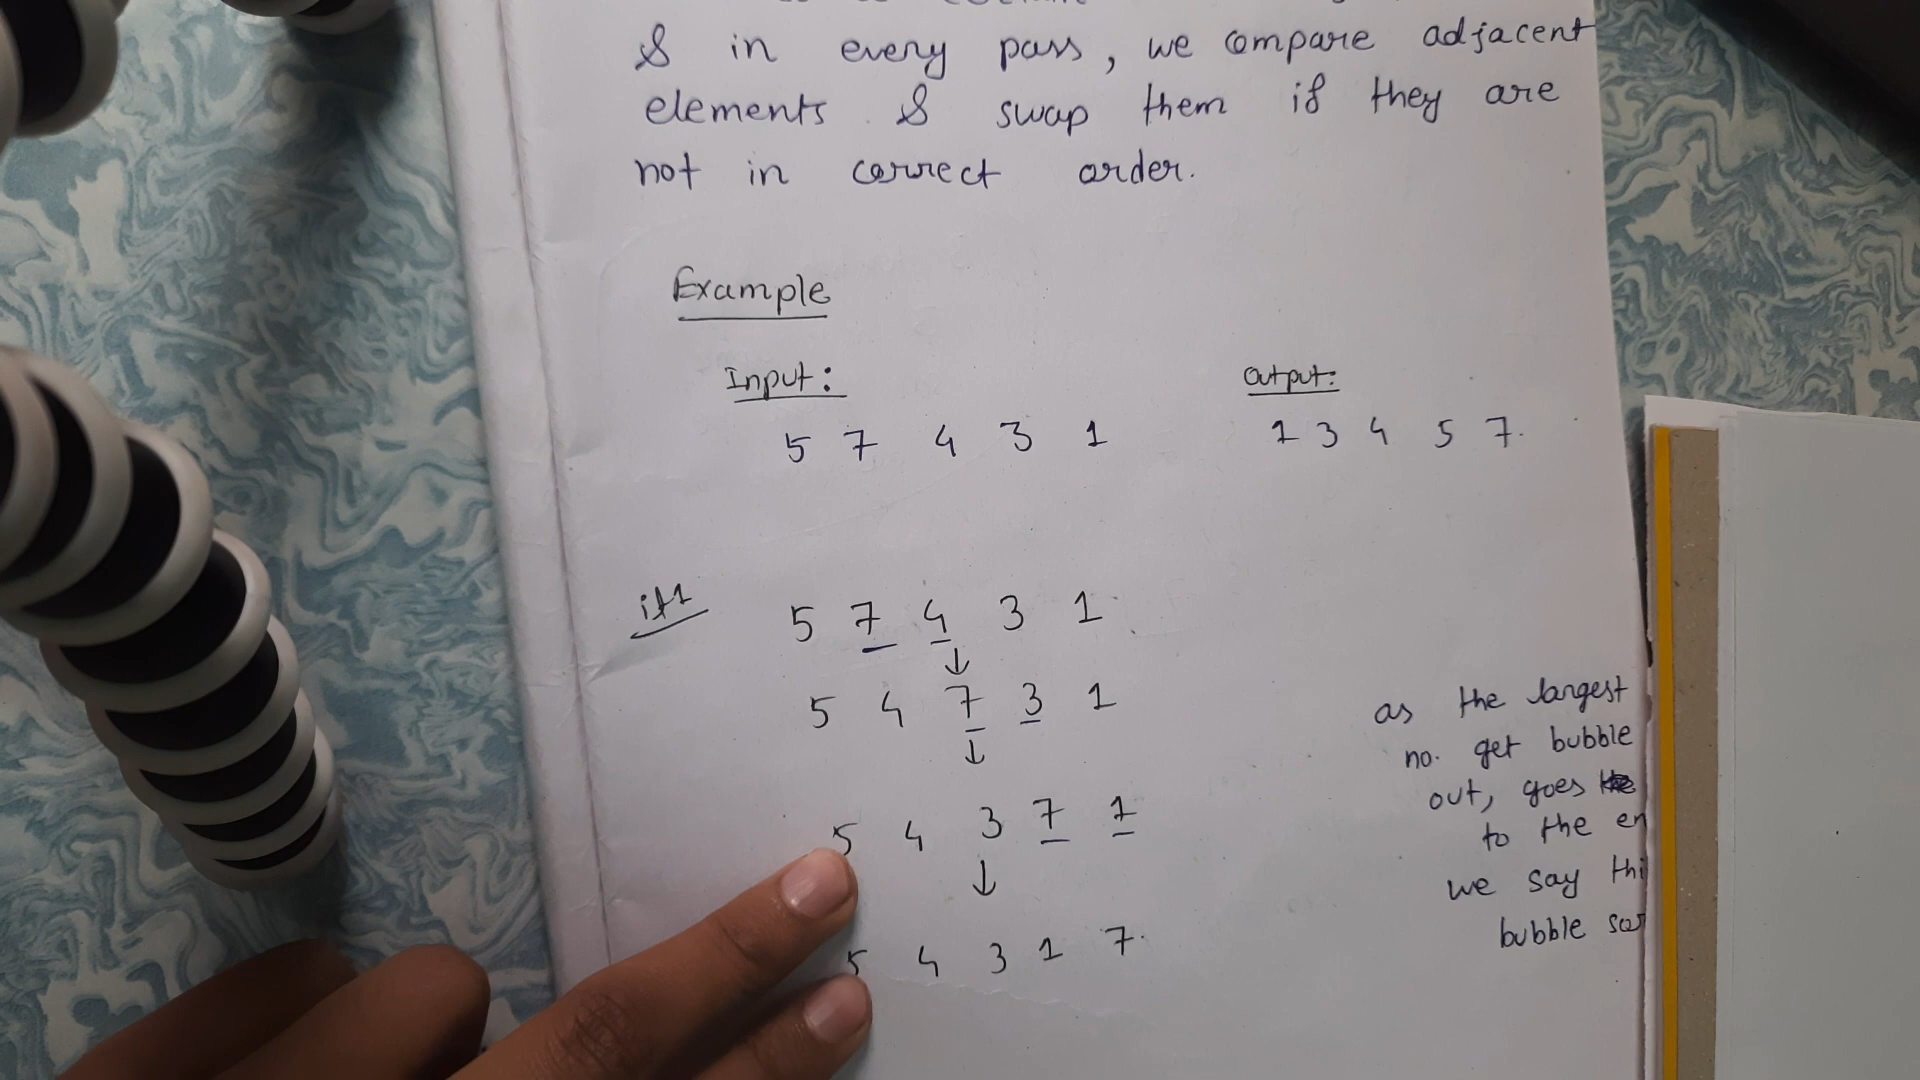 & in every pass, we compare adjacent
elements & swap them if they are
not in correct order.
Example
Input:
5 7 4 3 1
Output:
1 3 4 5 7.
it1
5 7 4 3 1
↓
5 4 7 3 1
↓
5 4 3 7 1
↓
5 4 3 1 7.
as the largest
no. get bubble
out, goes
to the
we say
bubble